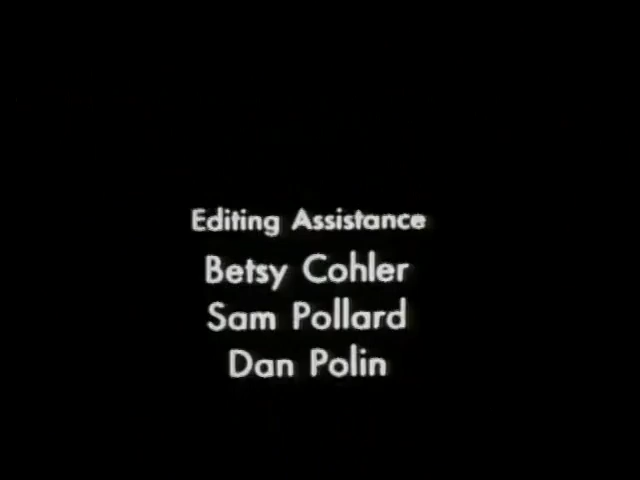 Editing Assistance
Betsy Cohler
Sam Pollard
Dan Polin